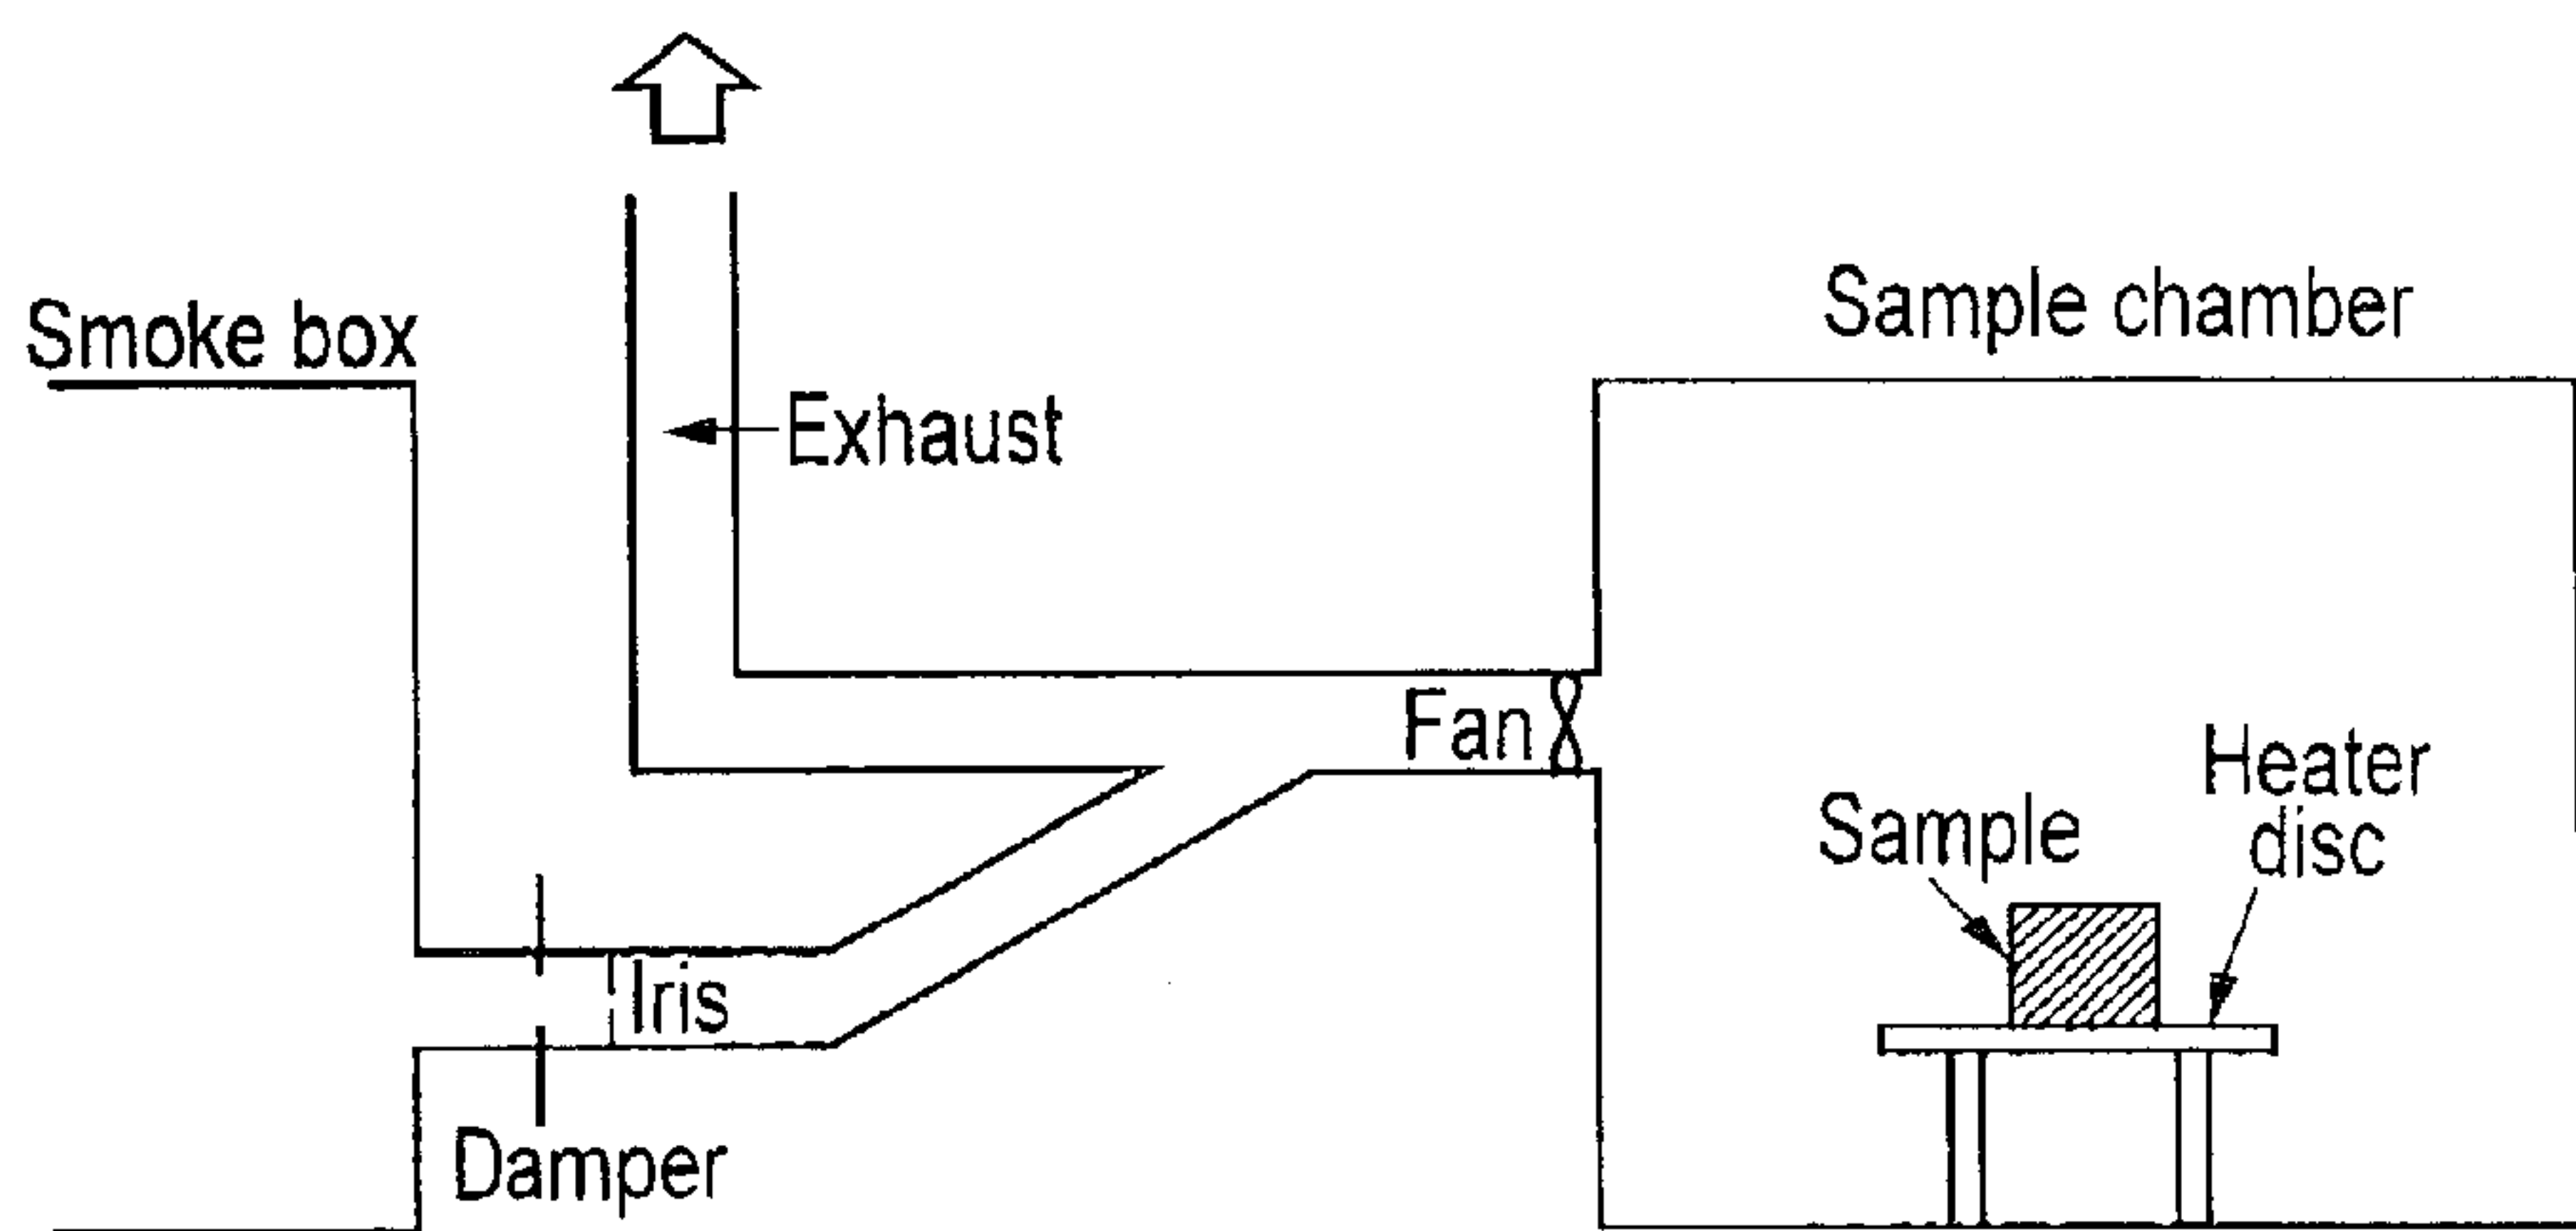 Smoke box
Exhaust
Sample chamber
Fan
Heater
disc
Sample
Iris
Damper